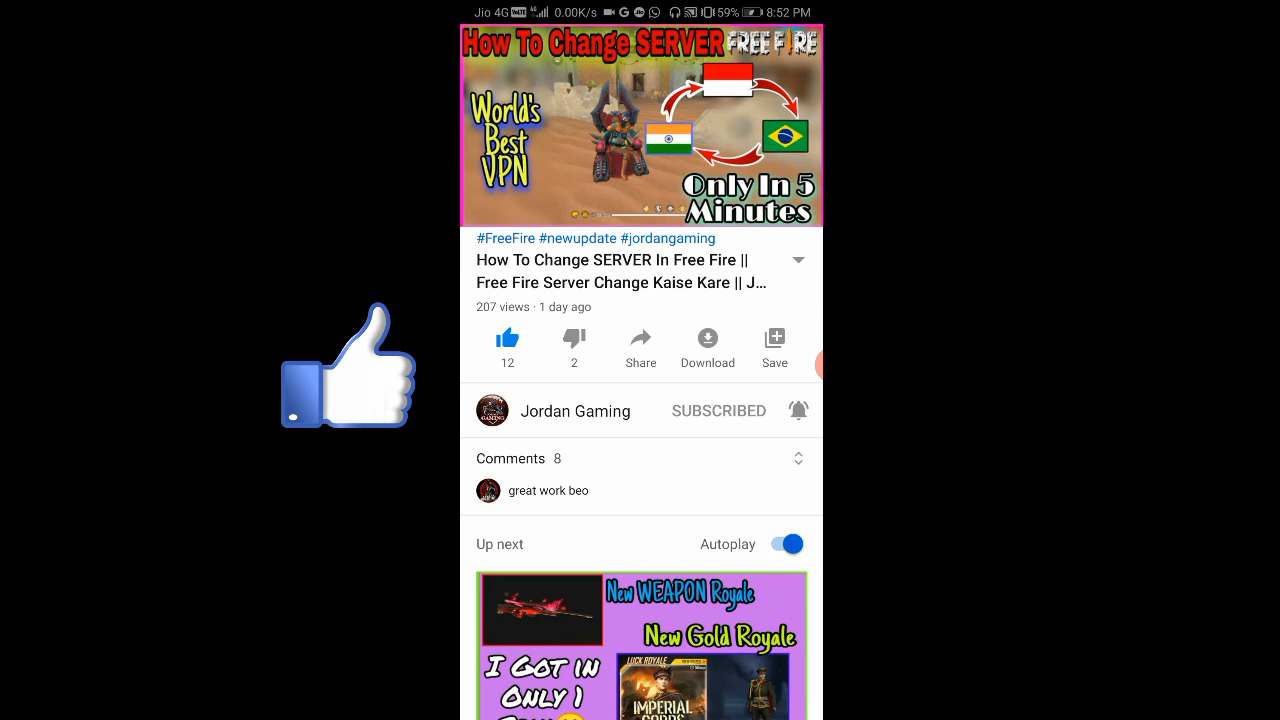 Jio 4G VoLTE 0.00K/s 59% 8:52 PM
How To Change SERVER FREE FIRE
World's
Best
VPN
Only In 5
Minutes
#FreeFire #newupdate #jordangaming
How To Change SERVER In Free Fire ||
Free Fire Server Change Kaise Kare || J...
207 views · 1 day ago
12 2 Share Download Save
Jordan Gaming SUBSCRIBED
Comments 8
great work beo
Up next Autoplay
New WEAPON Royale
New Gold Royale
I GOT IN
ONLY 1
LUCK ROYALE
IMPERIAL